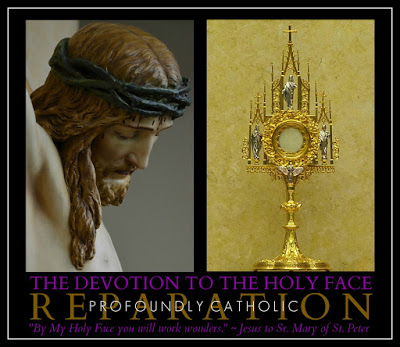 THE DEVOTION TO THE HOLY FACE
REPARATION
PROFOUNDLY CATHOLIC
"By My Holy Face you will work wonders." ~ Jesus to Sr. Mary of St. Peter